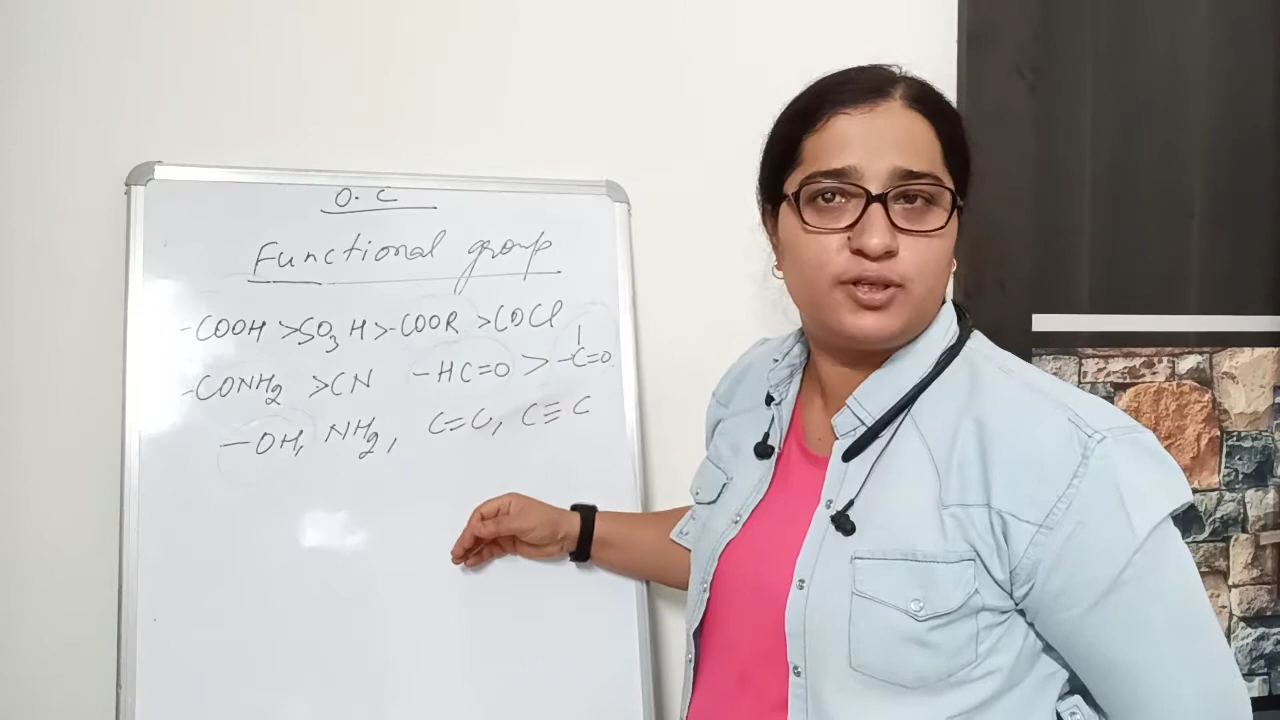 O. C
Functional group
-COOH >SO3H >-COOR >COCl
-CONH2 >CN -HC=O > -C=O
-OH, NH2, C=C, C≡C